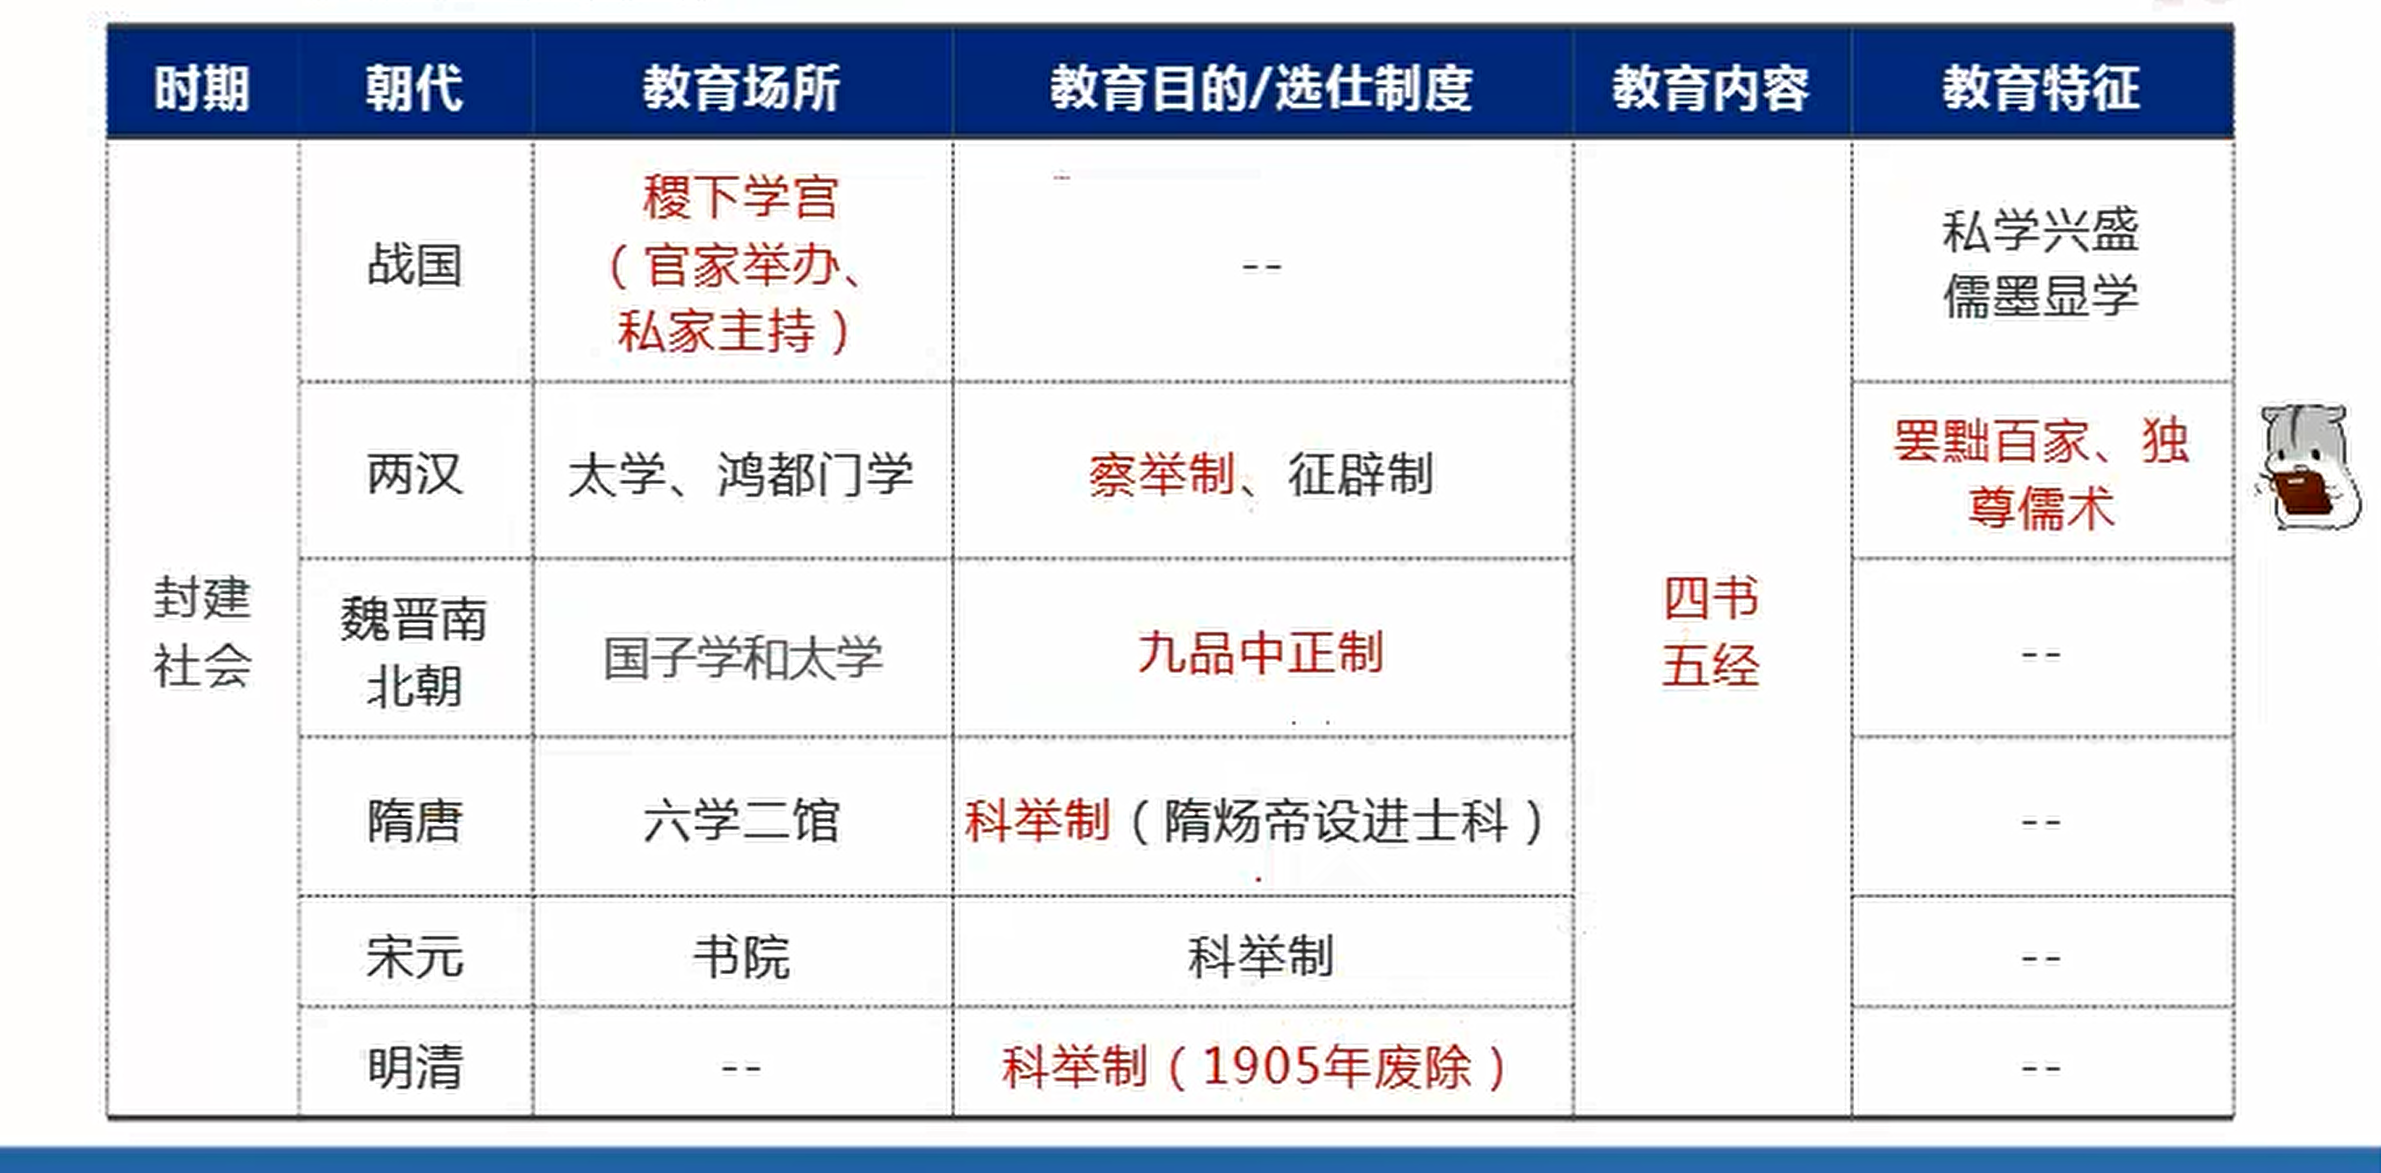 时期 朝代 教育场所 教育目的/选仕制度 教育内容 教育特征
封建
社会
战国
稷下学宫
（官家举办、
私家主持）
--
私学兴盛
儒墨显学
两汉
太学、鸿都门学
察举制、征辟制
罢黜百家、独
尊儒术
魏晋南
北朝
国子学和太学
九品中正制
四书
五经
--
隋唐
六学二馆
科举制（隋炀帝设进士科）
--
宋元
书院
科举制
--
明清
--
科举制（1905年废除）
--